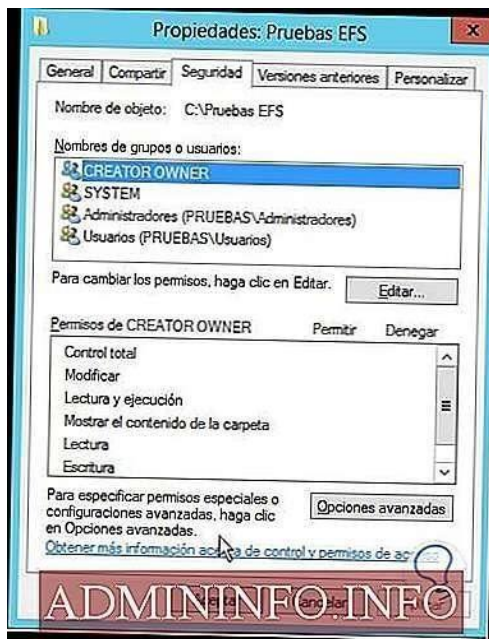 Propiedades: Pruebas EFS
General Compartir Seguridad Versiones anteriores Personalizar
Nombre de objeto: C:\Pruebas EFS
Nombres de grupos o usuarios:
CREATOR OWNER
SYSTEM
Administradores (PRUEBAS\Administradores)
Usuarios (PRUEBAS\Usuarios)
Para cambiar los permisos, haga clic en Editar.
Editar...
Permisos de CREATOR OWNER Permitir Denegar
Control total
Modificar
Lectura y ejecución
Mostrar el contenido de la carpeta
Lectura
Escritura
Para especificar permisos especiales o
configuraciones avanzadas, haga clic
en Opciones avanzadas.
Opciones avanzadas
Obtener más información acerca de control y permisos de
Cancelar
ADMININFO.INFO